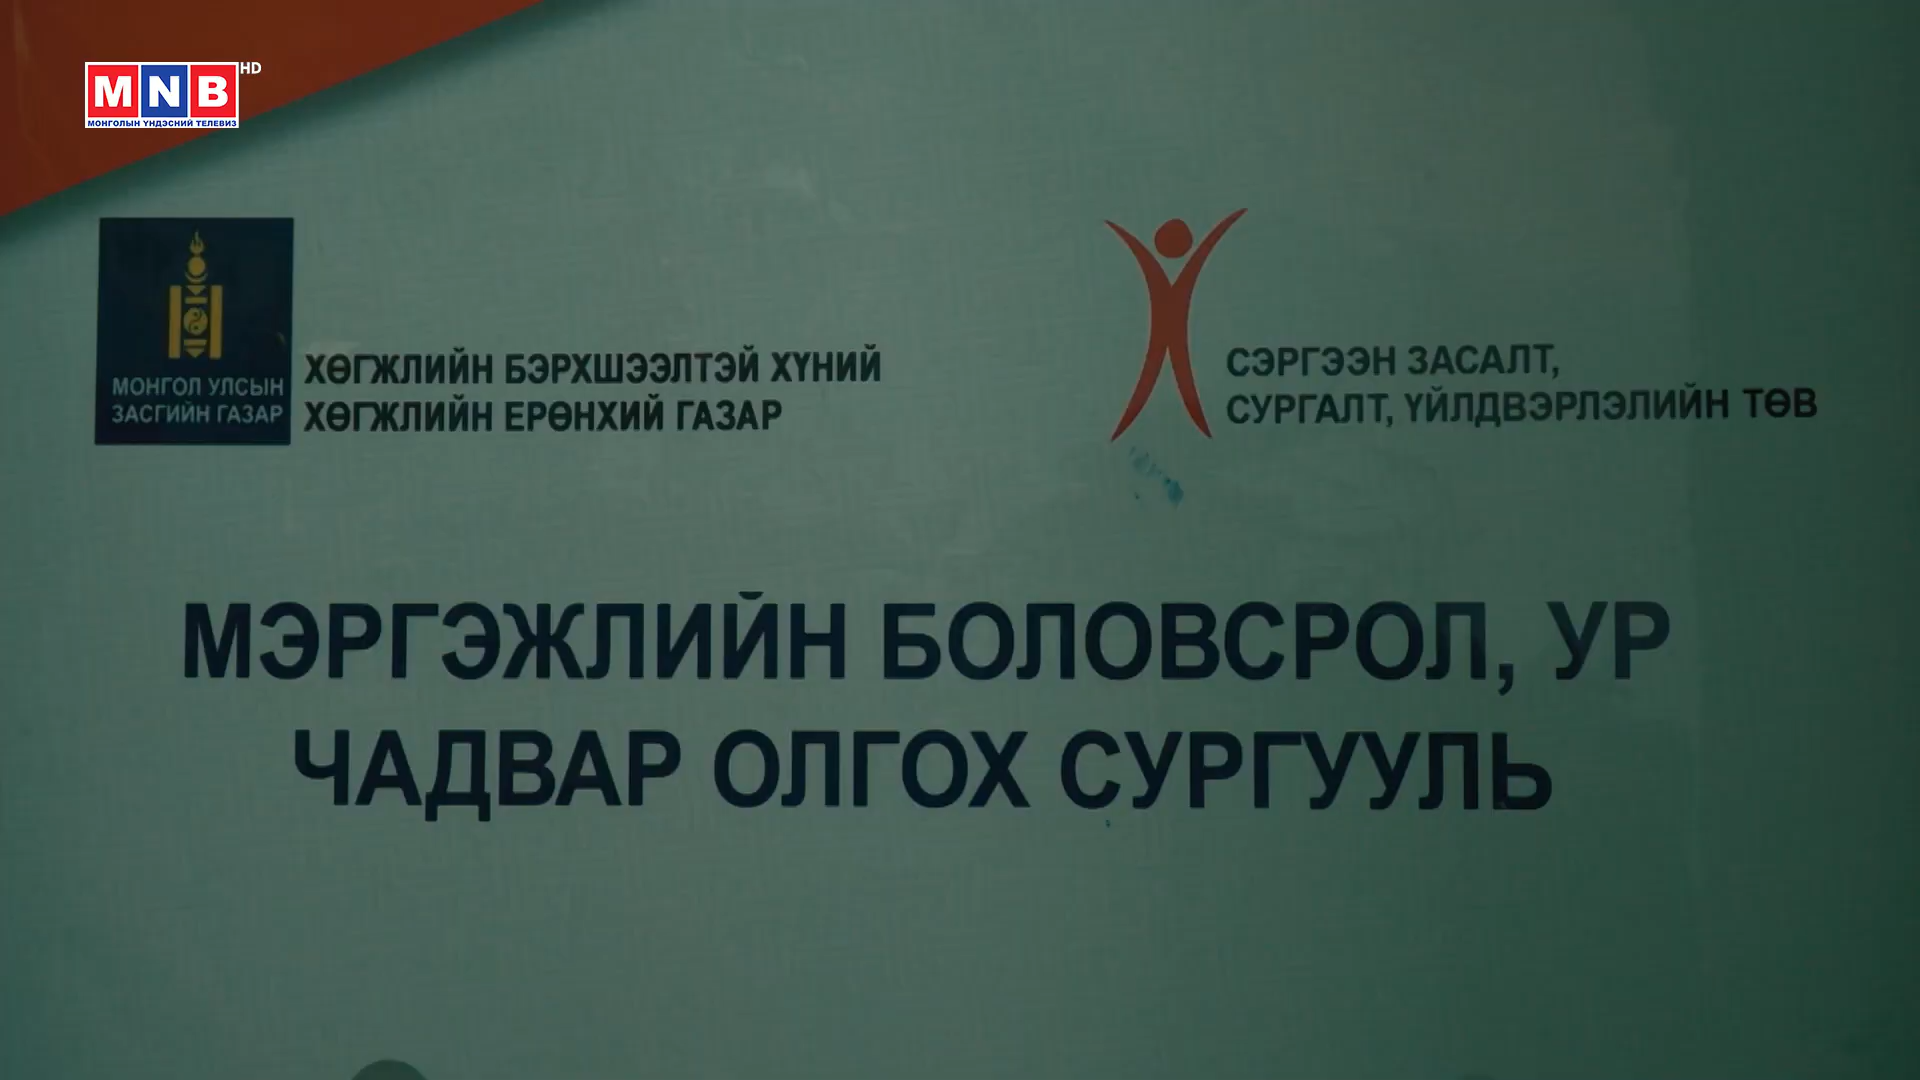 MNB HD
МОНГОЛЫН ҮНДЭСНИЙ ТЕЛЕВИЗ
МОНГОЛ УЛСЫН
ЗАСГИЙН ГАЗАР
ХӨГЖЛИЙН БЭРХШЭЭЛТЭЙ ХҮНИЙ
ХӨГЖЛИЙН ЕРӨНХИЙ ГАЗАР
СЭРГЭЭН ЗАСАЛТ,
СУРГАЛТ, ҮЙЛДВЭРЛЭЛИЙН ТӨВ
МЭРГЭЖЛИЙН БОЛОВСРОЛ, УР
ЧАДВАР ОЛГОХ СУРГУУЛЬ